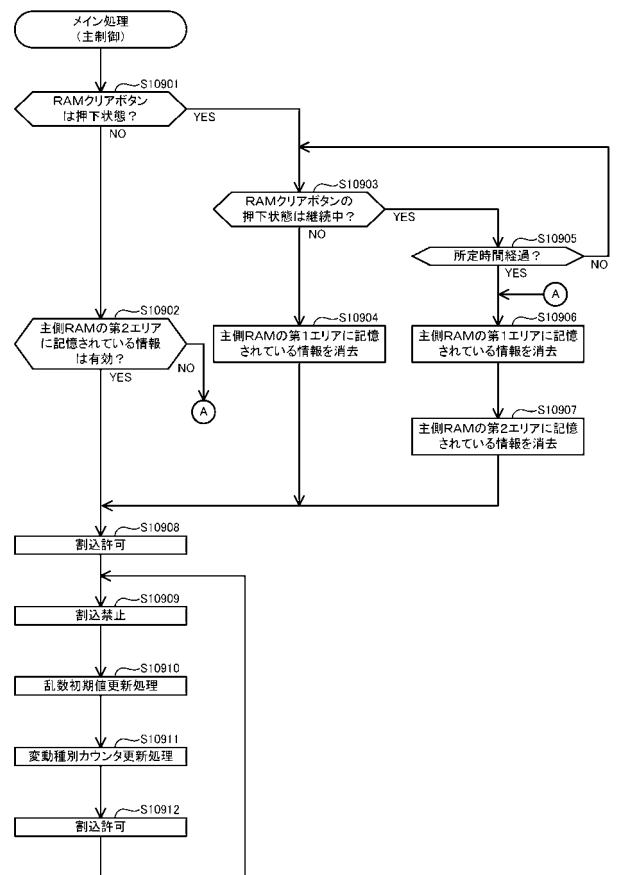 メイン処理
(主制御)
S10901
RAMクリアボタン
は押下状態？
YES
NO
S10903
RAMクリアボタンの
押下状態は継続中？
YES
NO
S10905
所定時間経過？
NO
YES
A
S10902
主側RAMの第2エリア
に記憶されている情報
は有効？
NO
YES
A
S10904
主側RAMの第1エリアに記憶
されている情報を消去
S10906
主側RAMの第1エリアに記憶
されている情報を消去
S10907
主側RAMの第2エリアに記憶
されている情報を消去
S10908
割込許可
S10909
割込禁止
S10910
乱数初期値更新処理
S10911
変動種別カウンタ更新処理
S10912
割込許可